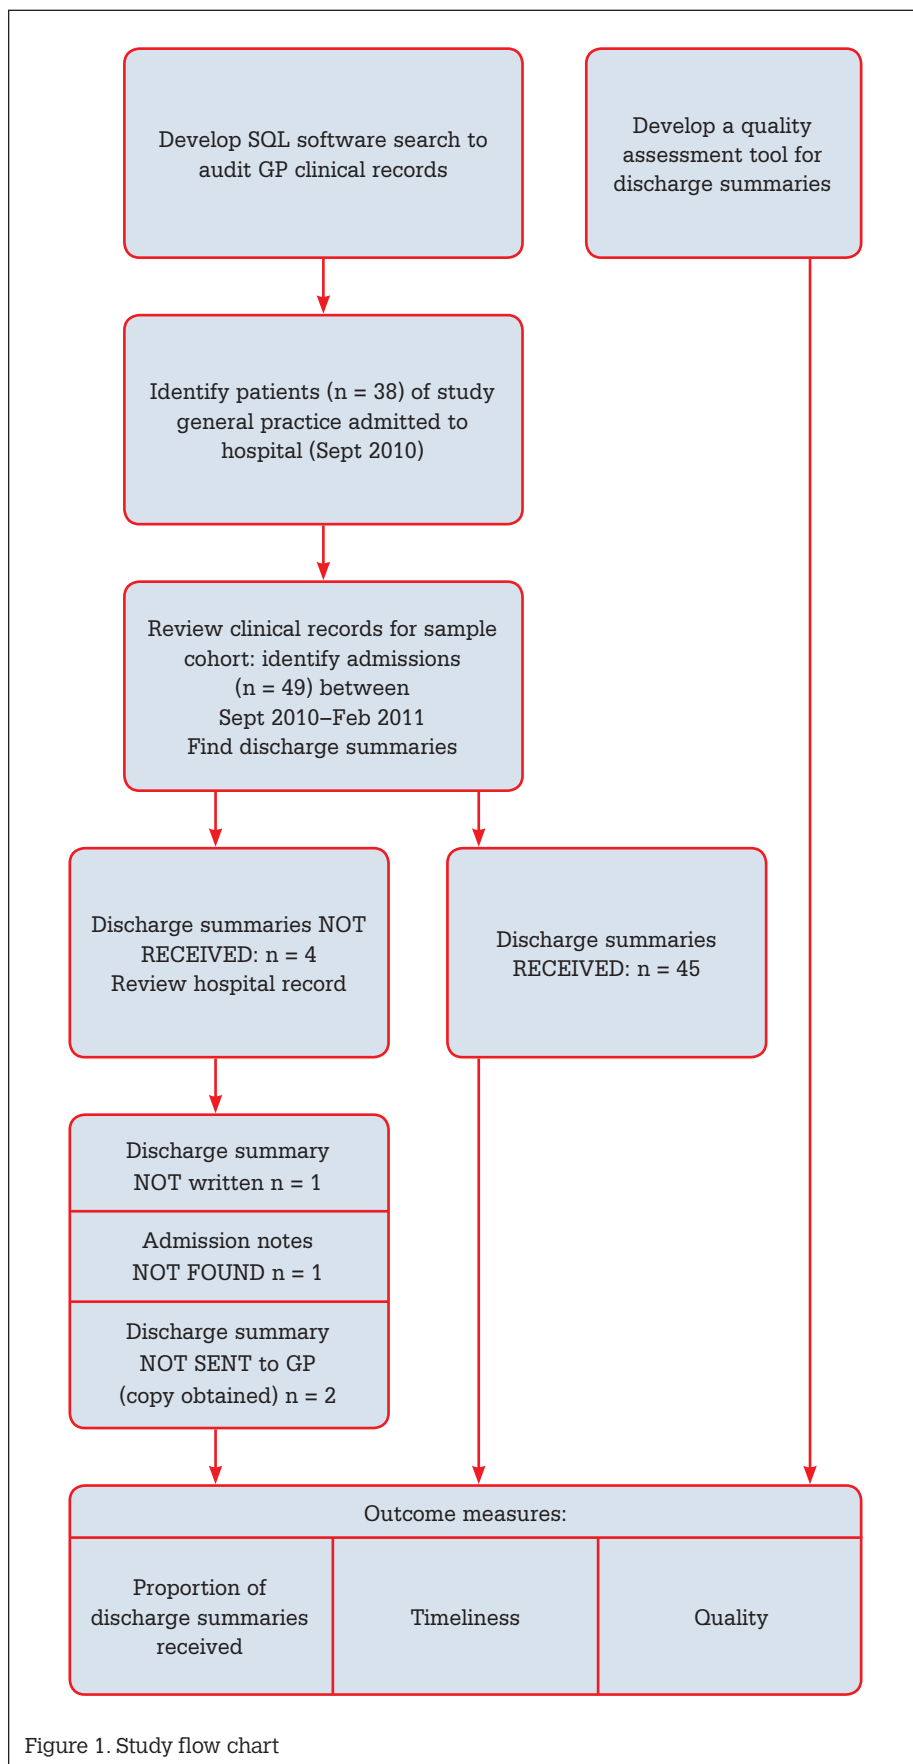 Develop SQL software search to
audit GP clinical records
Develop a quality
assessment tool for
discharge summaries
Identify patients (n = 38) of study
general practice admitted to
hospital (Sept 2010)
Review clinical records for sample
cohort: identify admissions
(n = 49) between
Sept 2010–Feb 2011
Find discharge summaries
Discharge summaries NOT
RECEIVED: n = 4
Review hospital record
Discharge summaries
RECEIVED: n = 45
Discharge summary
NOT written n = 1
Admission notes
NOT FOUND n = 1
Discharge summary
NOT SENT to GP
(copy obtained) n = 2
Outcome measures:
Proportion of
discharge summaries
received
Timeliness
Quality
Figure 1. Study flow chart